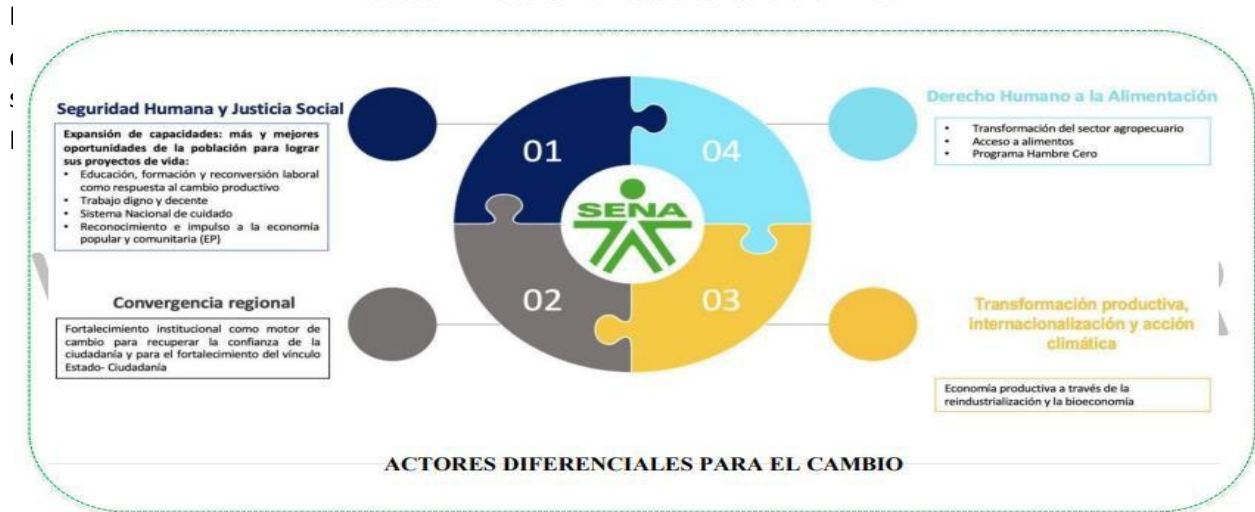 Seguridad Humana y Justicia Social
Expansión de capacidades: más y mejores
oportunidades de la población para lograr
sus proyectos de vida:
• Educación, formación y reconversión laboral
como respuesta al cambio productivo
• Trabajo digno y decente
• Sistema Nacional de cuidado
• Reconocimiento e impulso a la economía
popular y comunitaria (EP)
Convergencia regional
Fortalecimiento institucional como motor de
cambio para recuperar la confianza de la
ciudadanía y para el fortalecimiento del vínculo
Estado- Ciudadanía
01
04
SENA
02
03
Derecho Humano a la Alimentación
• Transformación del sector agropecuario
• Acceso a alimentos
• Programa Hambre Cero
Transformación productiva,
internacionalización y acción
climática
Economía productiva a través de la
reindustrialización y la bioeconomía
ACTORES DIFERENCIALES PARA EL CAMBIO